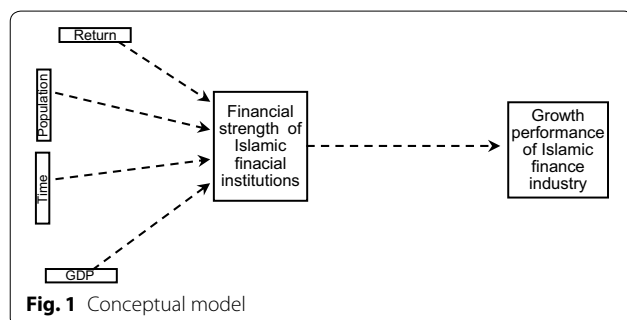 Return
Population
Time
GDP
Financial
strength of
Islamic
finacial
institutions
Growth
performance
of Islamic
finance
industry
Fig. 1 Conceptual model